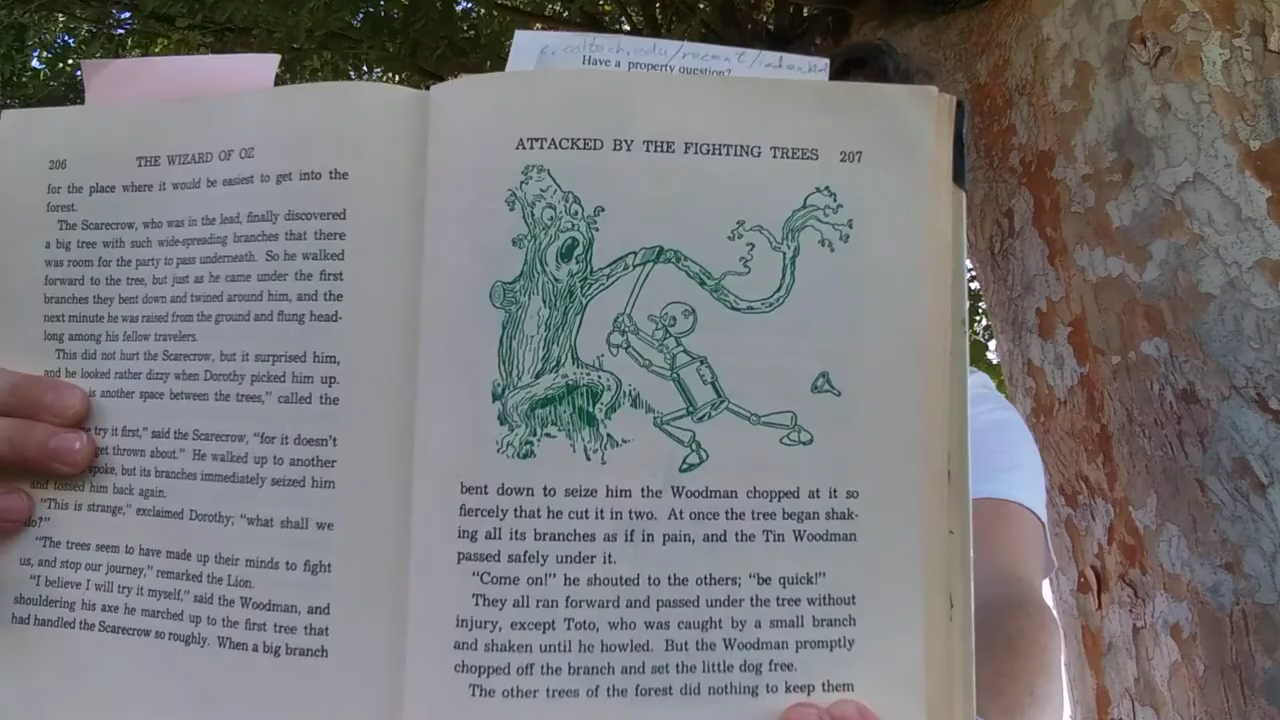 c.caltech.edu/recent/index.html
Have a property question?
206 THE WIZARD OF OZ
for the place where it would be easiest to get into the
forest.
The Scarecrow, who was in the lead, finally discovered
a big tree with such wide-spreading branches that there
was room for the party to pass underneath. So he walked
forward to the tree, but just as he came under the first
branches they bent down and twined around him, and the
next minute he was raised from the ground and flung head-
long among his fellow travelers.
This did not hurt the Scarecrow, but it surprised him,
and he looked rather dizzy when Dorothy picked him up.
is another space between the trees," called the
try it first," said the Scarecrow, "for it doesn't
get thrown about." He walked up to another
spoke, but its branches immediately seized him
and tossed him back again.
"This is strange," exclaimed Dorothy; "what shall we
do?"
"The trees seem to have made up their minds to fight
us, and stop our journey," remarked the Lion.
"I believe I will try it myself," said the Woodman, and
shouldering his axe he marched up to the first tree that
had handled the Scarecrow so roughly. When a big branch
ATTACKED BY THE FIGHTING TREES 207
bent down to seize him the Woodman chopped at it so
fiercely that he cut it in two. At once the tree began shak-
ing all its branches as if in pain, and the Tin Woodman
passed safely under it.
"Come on!" he shouted to the others; "be quick!"
They all ran forward and passed under the tree without
injury, except Toto, who was caught by a small branch
and shaken until he howled. But the Woodman promptly
chopped off the branch and set the little dog free.
The other trees of the forest did nothing to keep them